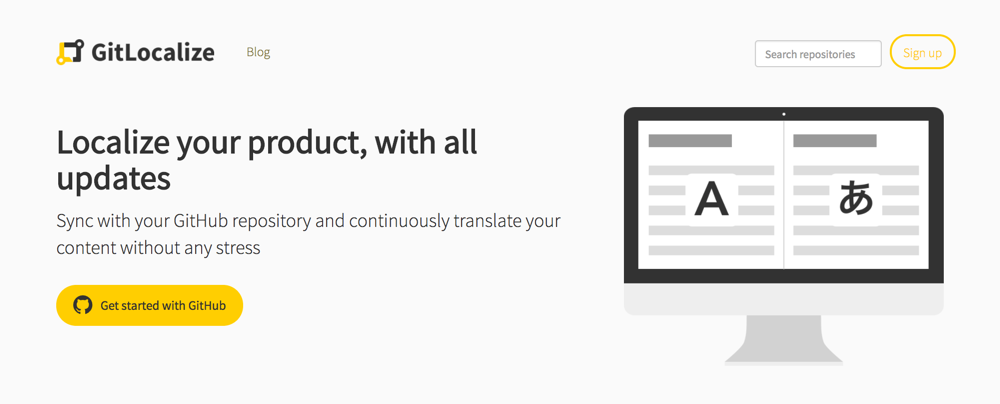 GitLocalize
Blog
Search repositories
Sign up
Localize your product, with all
updates
Sync with your GitHub repository and continuously translate your
content without any stress
Get started with GitHub
A
あ